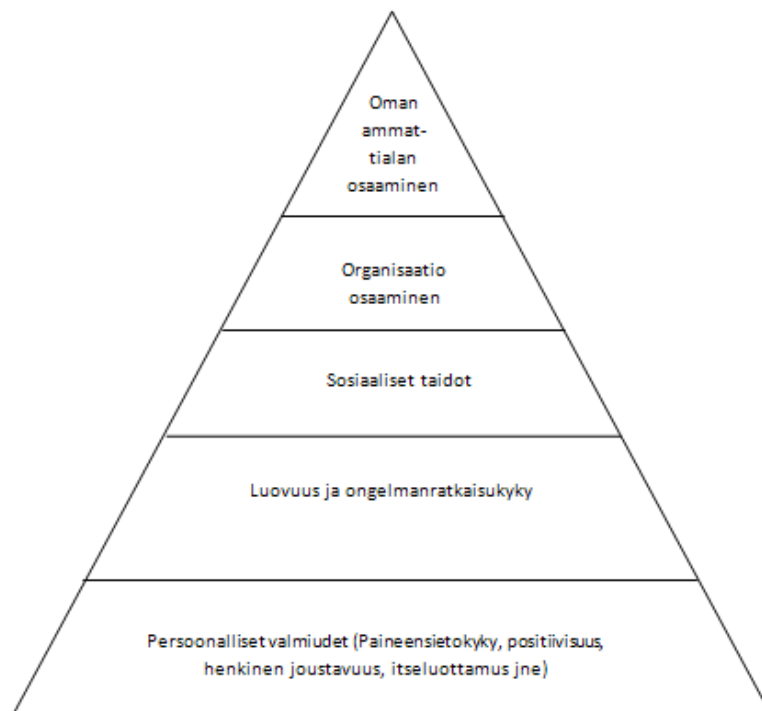 Oman
ammat-
tialan
osaaminen
Organisaatio
osaaminen
Sosiaaliset taidot
Luovuus ja ongelmanratkaisukyky
Persoonalliset valmiudet (Paineensietokyky, positiivisuus,
henkinen joustavuus, itseluottamus jne)